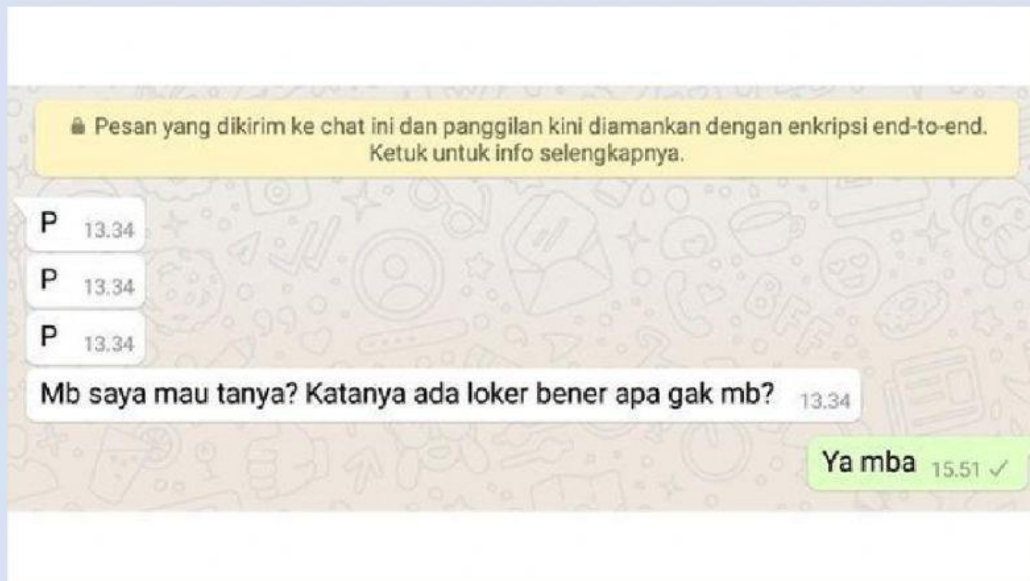 Pesan yang dikirim ke chat ini dan panggilan kini diamankan dengan enkripsi end-to-end.
Ketuk untuk info selengkapnya.
P 13.34
P 13.34
P 13.34
Mb saya mau tanya? Katanya ada loker bener apa gak mb? 13.34
Ya mba 15.51